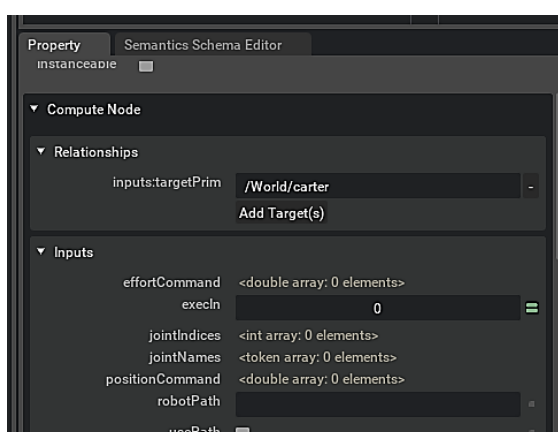 Property
Semantics Schema Editor
Instanceable
Compute Node
Relationships
inputs:targetPrim
/World/carter
-
Add Target(s)
Inputs
effortCommand <double array: 0 elements>
execIn 0
jointIndices <int array: 0 elements>
jointNames <token array: 0 elements>
positionCommand <double array: 0 elements>
robotPath
usePath